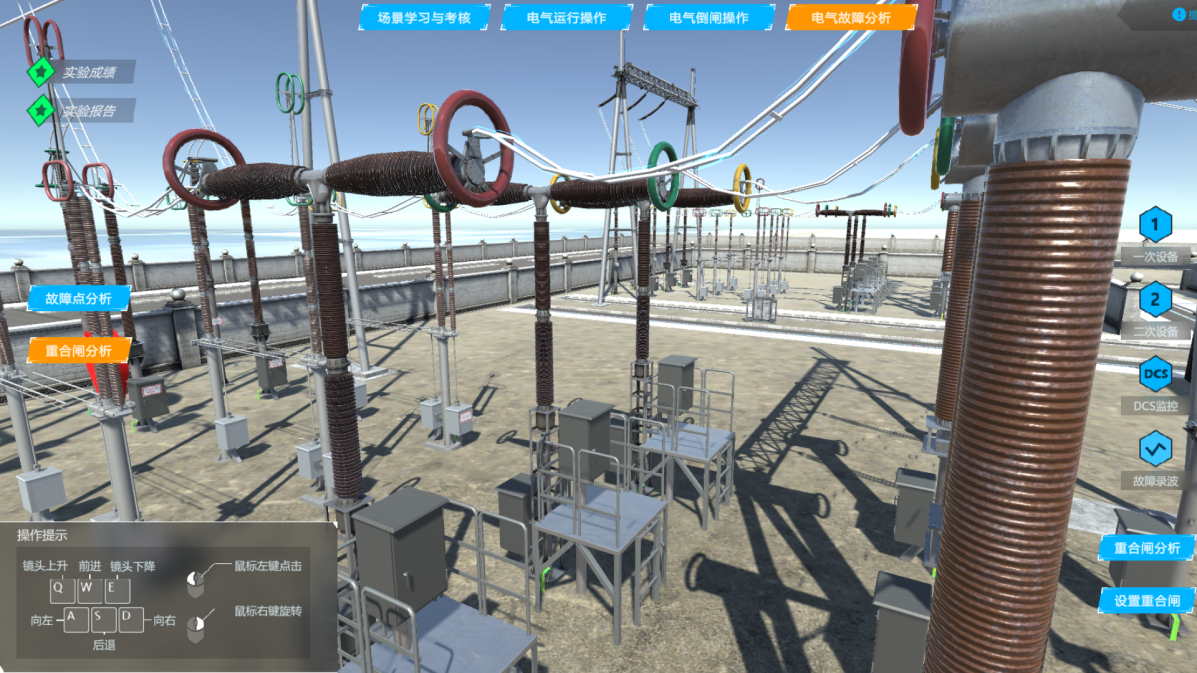 场景学习与考核
电气运行操作
电气倒闸操作
电气故障分析
实验成绩
实验报告
故障点分析
重合闸分析
1
一次设备
2
二次设备
DCS
DCS监控
故障录波
重合闸分析
设置重合闸
操作提示
镜头上升 前进 镜头下降
Q W E
向左 A S D 向右
后退
鼠标左键点击
鼠标右键旋转